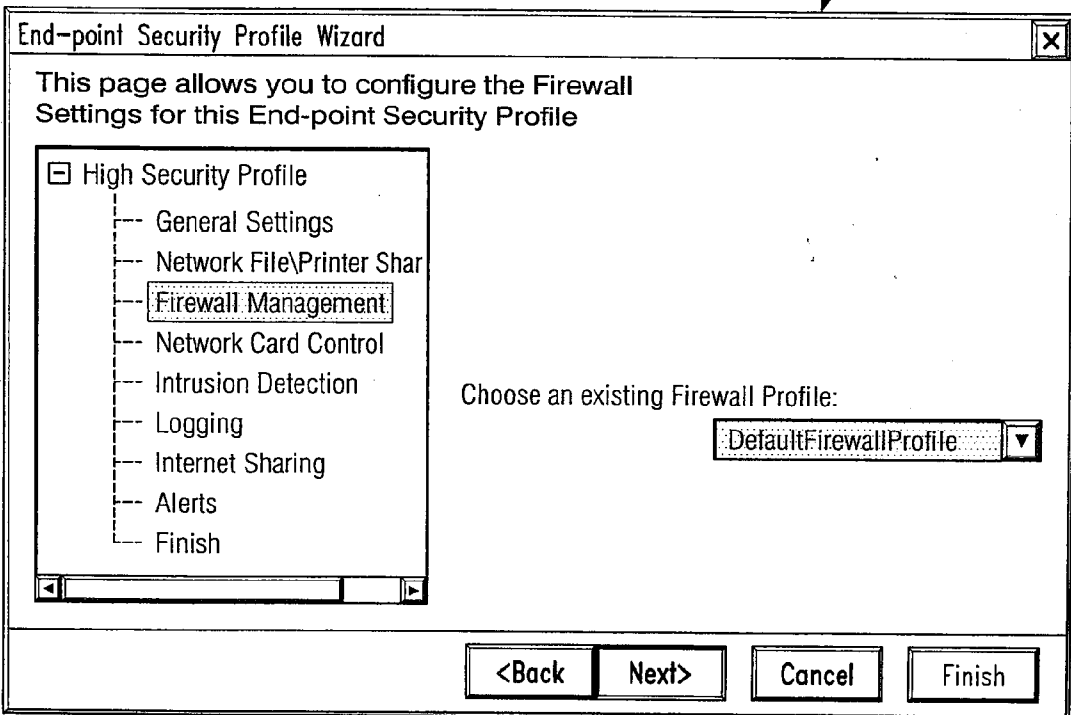 End-point Security Profile Wizard
This page allows you to configure the Firewall
Settings for this End-point Security Profile
High Security Profile
General Settings
Network File\Printer Shar
Firewall Management
Network Card Control
Intrusion Detection
Logging
Internet Sharing
Alerts
Finish
Choose an existing Firewall Profile:
DefaultFirewallProfile
<Back
Next>
Cancel
Finish